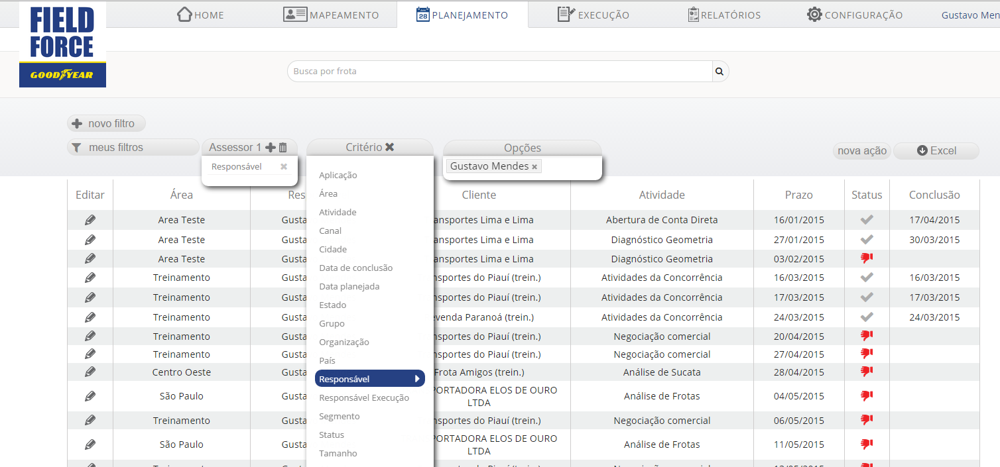 FIELD
FORCE
GOODYEAR
HOME MAPEAMENTO PLANEJAMENTO EXECUÇÃO RELATÓRIOS CONFIGURAÇÃO Gustavo Men
28
Busca por frota
novo filtro
meus filtros Assessor 1 Critério Opções nova ação Excel
Responsável Gustavo Mendes
Aplicação
Área
Atividade
Canal
Cidade
Data de conclusão
Data planejada
Estado
Grupo
Organização
País
Responsável
Responsável Execução
Segmento
Status
Tamanho
Editar Área Res Cliente Atividade Prazo Status Conclusão
Area Teste Gusta ansportes Lima e Lima Abertura de Conta Direta 16/01/2015 17/04/2015
Area Teste Gusta ansportes Lima e Lima Diagnóstico Geometria 27/01/2015 30/03/2015
Area Teste Gusta ansportes Lima e Lima Diagnóstico Geometria 03/02/2015
Treinamento Gusta nsportes do Piauí (trein.) Atividades da Concorrência 16/03/2015 16/03/2015
Treinamento Gusta nsportes do Piauí (trein.) Atividades da Concorrência 17/03/2015 17/03/2015
Treinamento Gusta evenda Paranoá (trein.) Atividades da Concorrência 24/03/2015 24/03/2015
Treinamento Gusta nsportes do Piauí (trein.) Negociação comercial 20/04/2015
Treinamento Gusta nsportes do Piauí (trein.) Negociação comercial 27/04/2015
Centro Oeste Gusta Frota Amigos (trein.) Análise de Sucata 28/04/2015
São Paulo Gusta PORTADORA ELOS DE OURO Análise de Frotas 04/05/2015
LTDA
Treinamento Gusta nsportes do Piauí (trein.) Negociação comercial 06/05/2015
São Paulo Gusta PORTADORA ELOS DE OURO Análise de Frotas 11/05/2015
LTDA